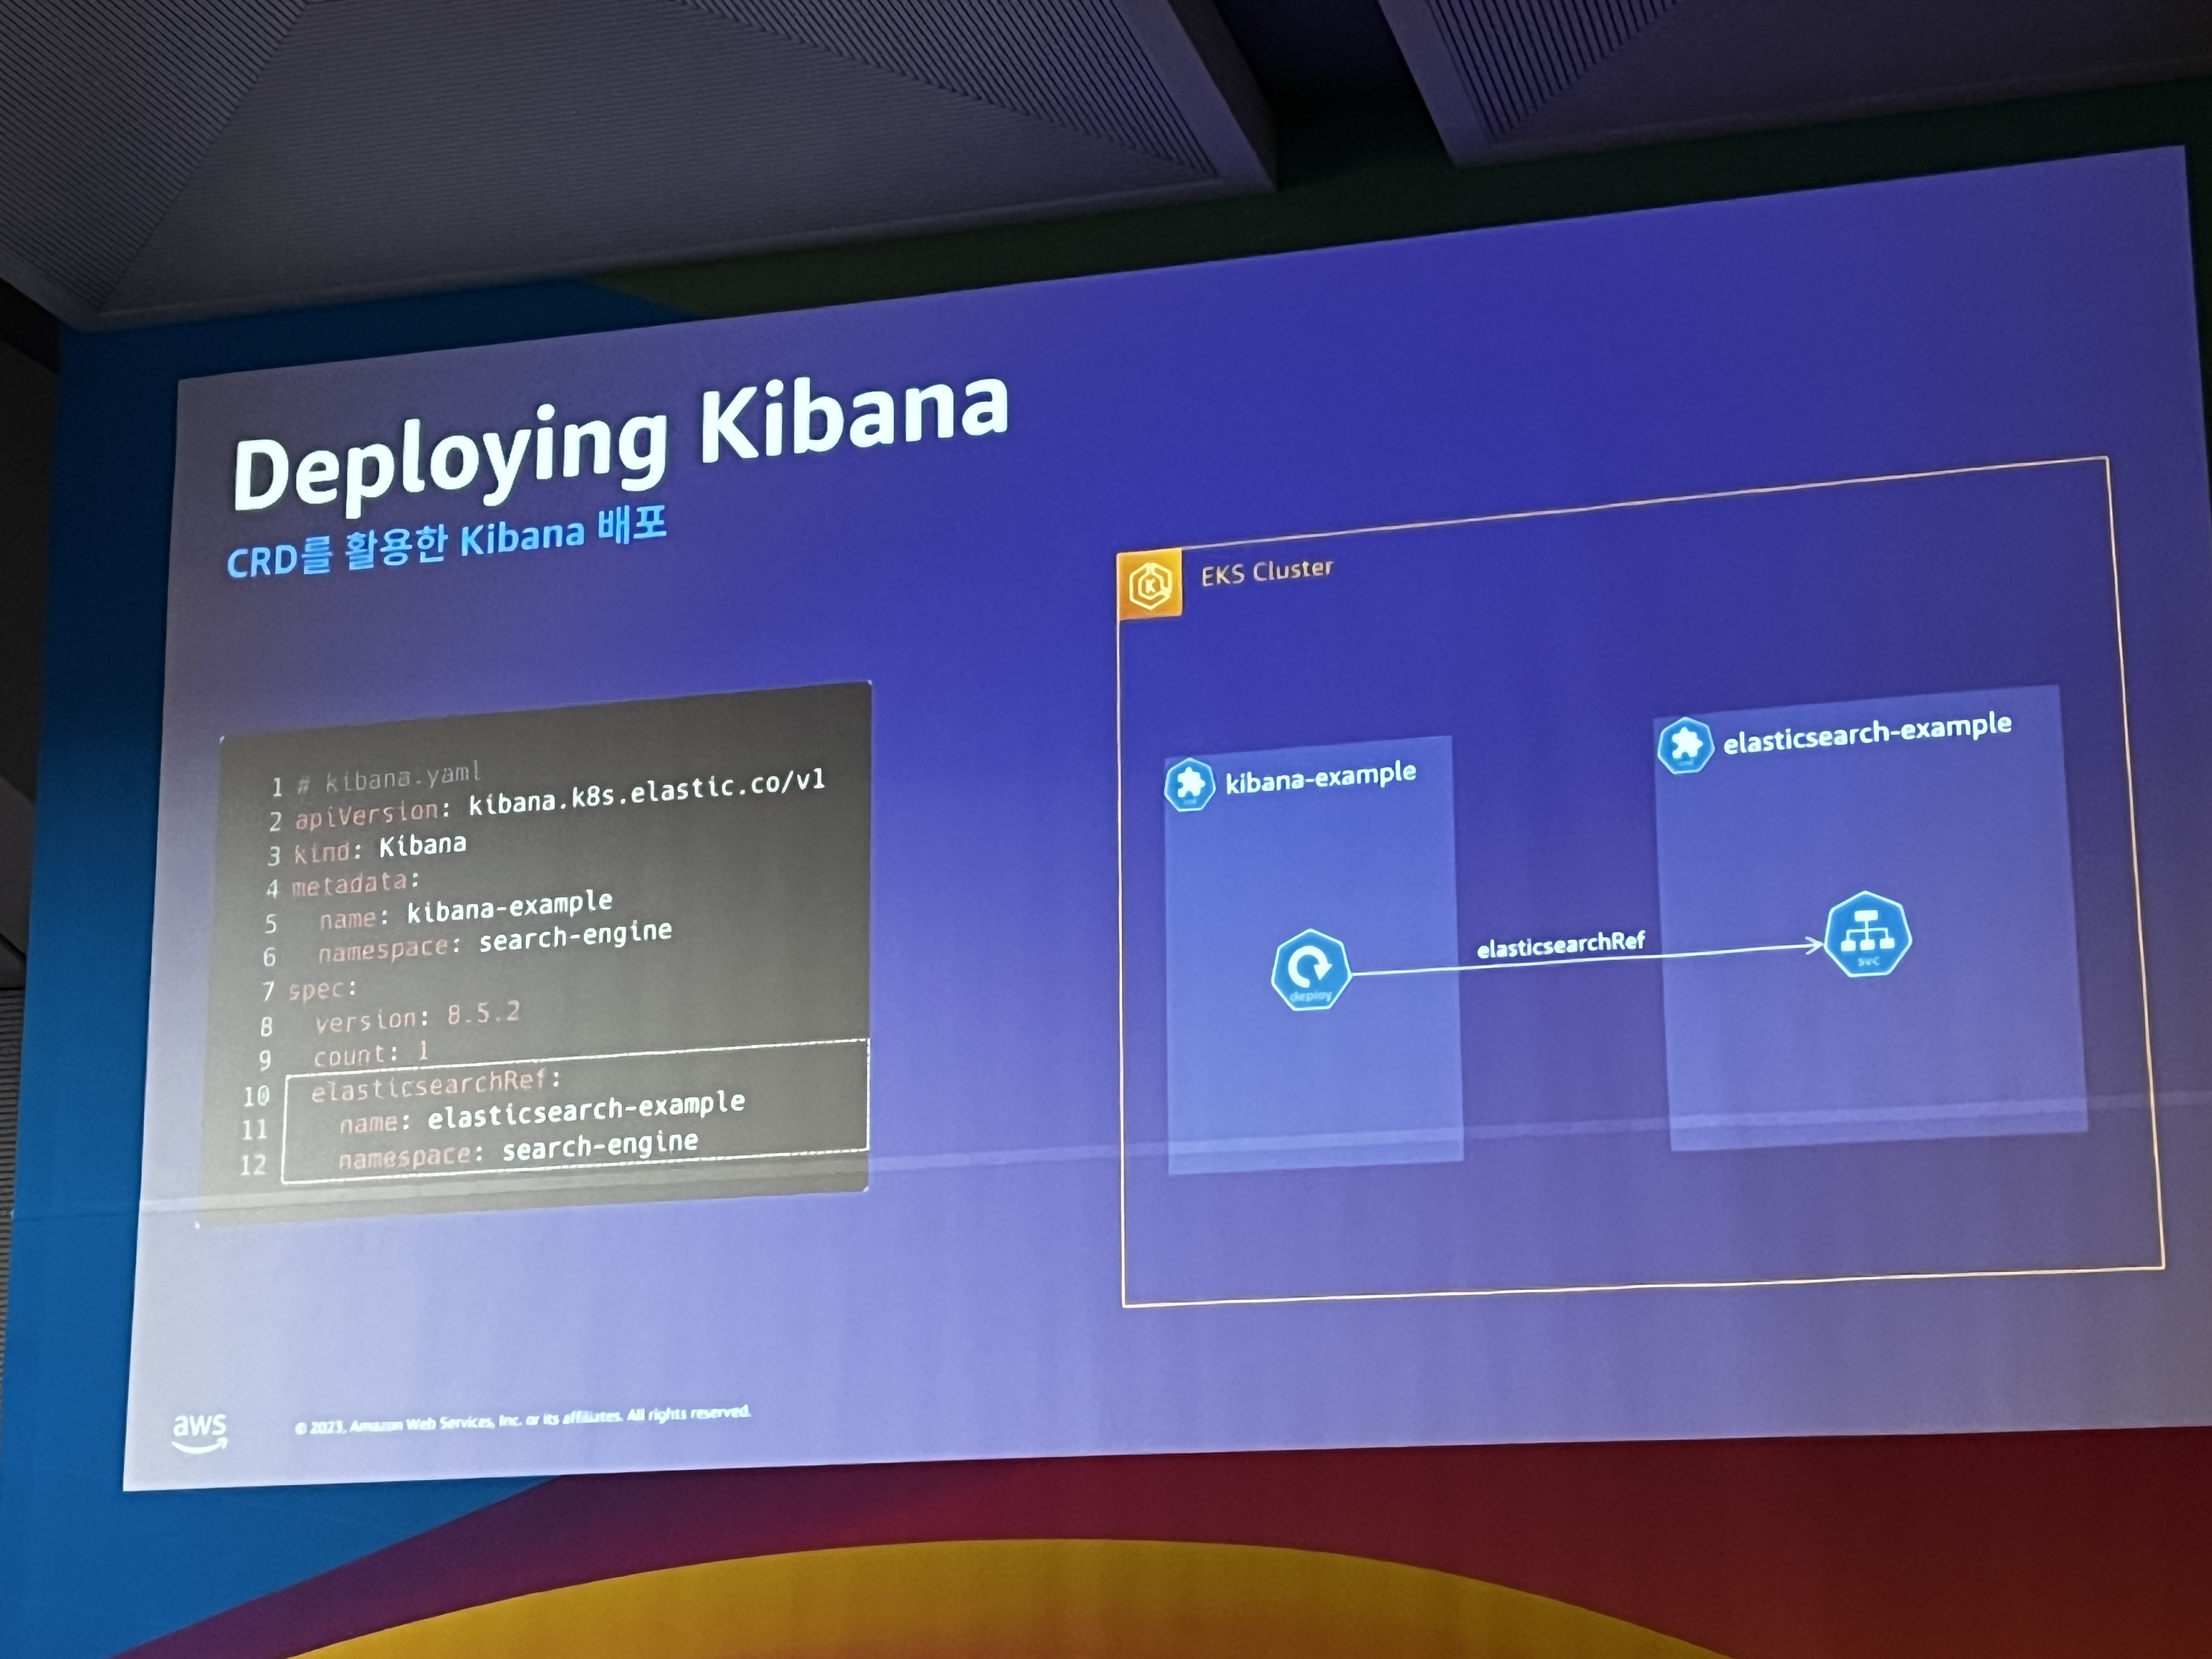 Deploying Kibana
CRD를 활용한 Kibana 배포
1 # kibana.yaml
2 apiVersion: kibana.k8s.elastic.co/v1
3 kind: Kibana
4 metadata:
5   name: kibana-example
6   namespace: search-engine
7 spec:
8   version: 8.5.2
9   count: 1
10   elasticsearchRef:
11     name: elasticsearch-example
12     namespace: search-engine
EKS Cluster
kibana-example
deploy
elasticsearchRef
elasticsearch-example
svc
aws
© 2023, Amazon Web Services, Inc. or its affiliates. All rights reserved.